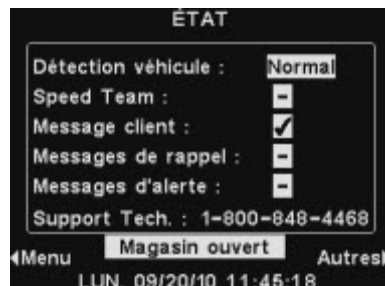 ÉTAT
Détection véhicule : Normal
Speed Team : -
Message client : ✓
Messages de rappel : -
Messages d'alerte : -
Support Tech. : 1-800-848-4468
Menu Magasin ouvert Autres
LUN 09/20/10 11:45:18